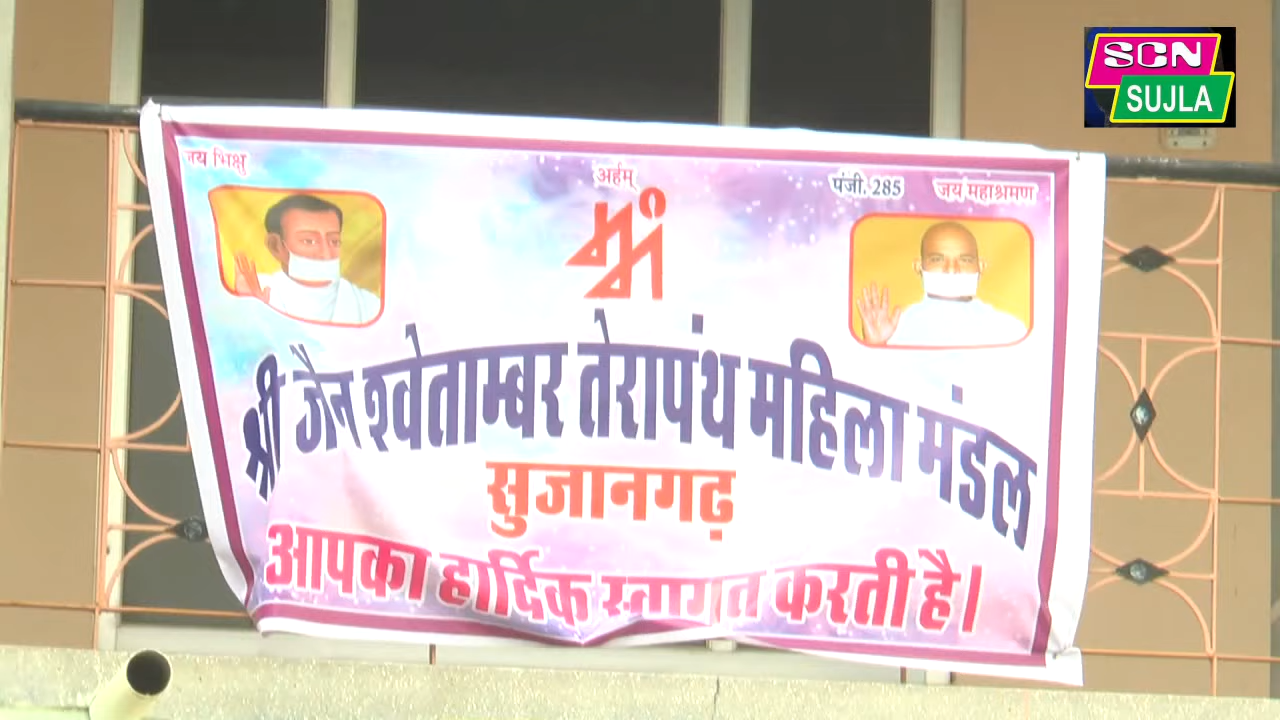 SCN
SUJLA
जय भिक्षु
अर्हम्
पंजी. 285
जय महाश्रमण
श्री जैन श्वेताम्बर तेरापंथ महिला मंडल
सुजानगढ़
आपका हार्दिक स्वागत करती है।